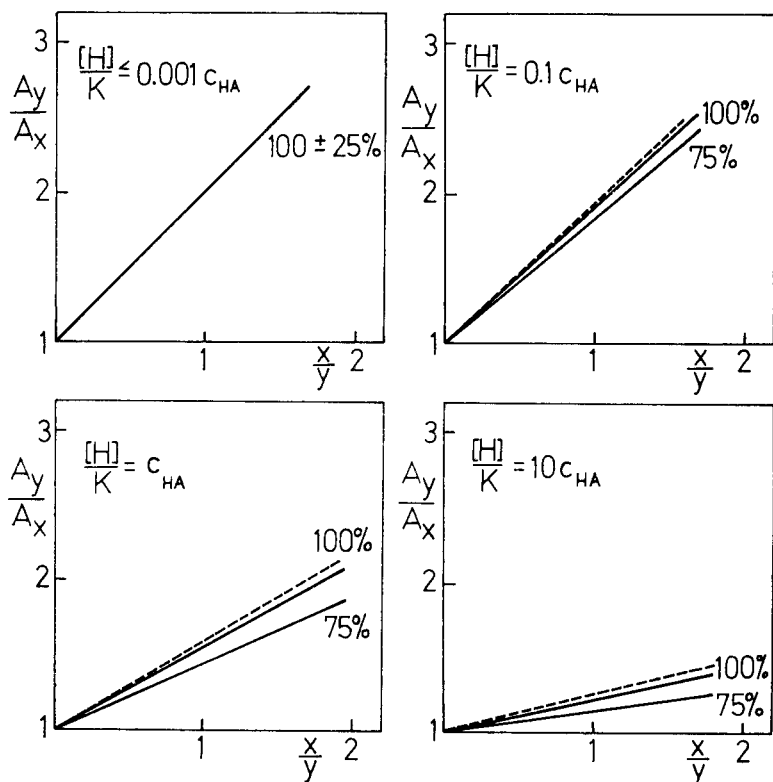 3
[H]/K ≤ 0.001 c_HA
A_y/A_x
100 ± 25%
2
1
1
x/y
2
3
[H]/K = 0.1 c_HA
A_y/A_x
100%
75%
2
1
1
x/y
2
3
[H]/K = c_HA
A_y/A_x
100%
2
75%
1
1
x/y
2
3
[H]/K = 10 c_HA
A_y/A_x
2
100%
75%
1
1
x/y
2